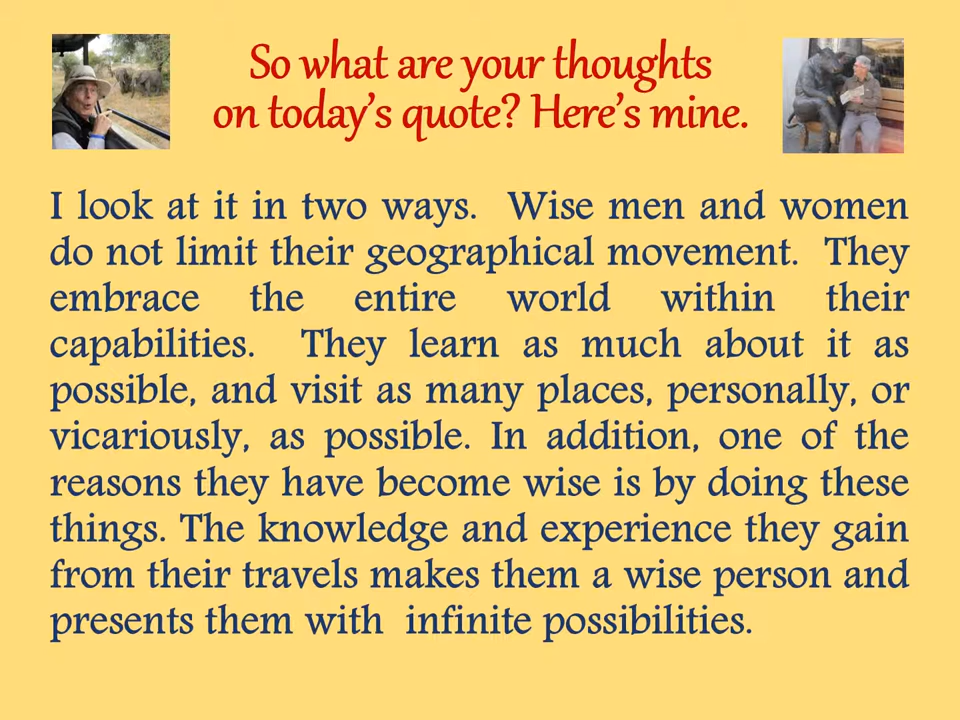 So what are your thoughts
on today's quote? Here's mine.
I look at it in two ways.  Wise men and women
do not limit their geographical movement.  They
embrace the entire world within their
capabilities.  They learn as much about it as
possible, and visit as many places, personally, or
vicariously, as possible. In addition, one of the
reasons they have become wise is by doing these
things. The knowledge and experience they gain
from their travels makes them a wise person and
presents them with  infinite possibilities.